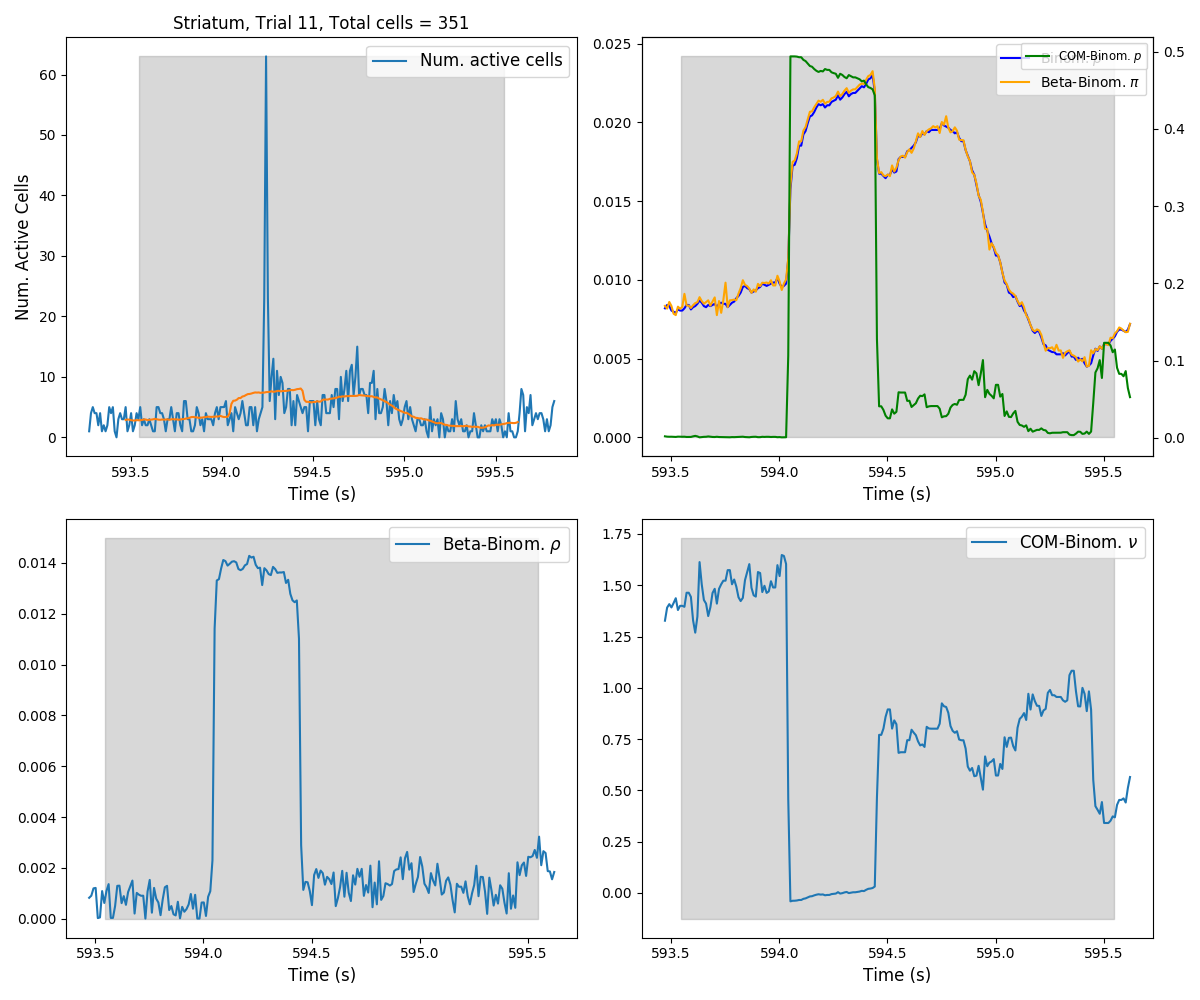 Striatum, Trial 11, Total cells = 351
Num. active cells
Num. Active Cells
60
50
40
30
20
10
0
593.5 594.0 594.5 595.0 595.5
Time (s)
COM-Binom. p
Beta-Binom. π
0.025
0.020
0.015
0.010
0.005
0.000
0.5
0.4
0.3
0.2
0.1
0.0
593.5 594.0 594.5 595.0 595.5
Time (s)
Beta-Binom. ρ
0.014
0.012
0.010
0.008
0.006
0.004
0.002
0.000
593.5 594.0 594.5 595.0 595.5
Time (s)
COM-Binom. ν
1.75
1.50
1.25
1.00
0.75
0.50
0.25
0.00
593.5 594.0 594.5 595.0 595.5
Time (s)